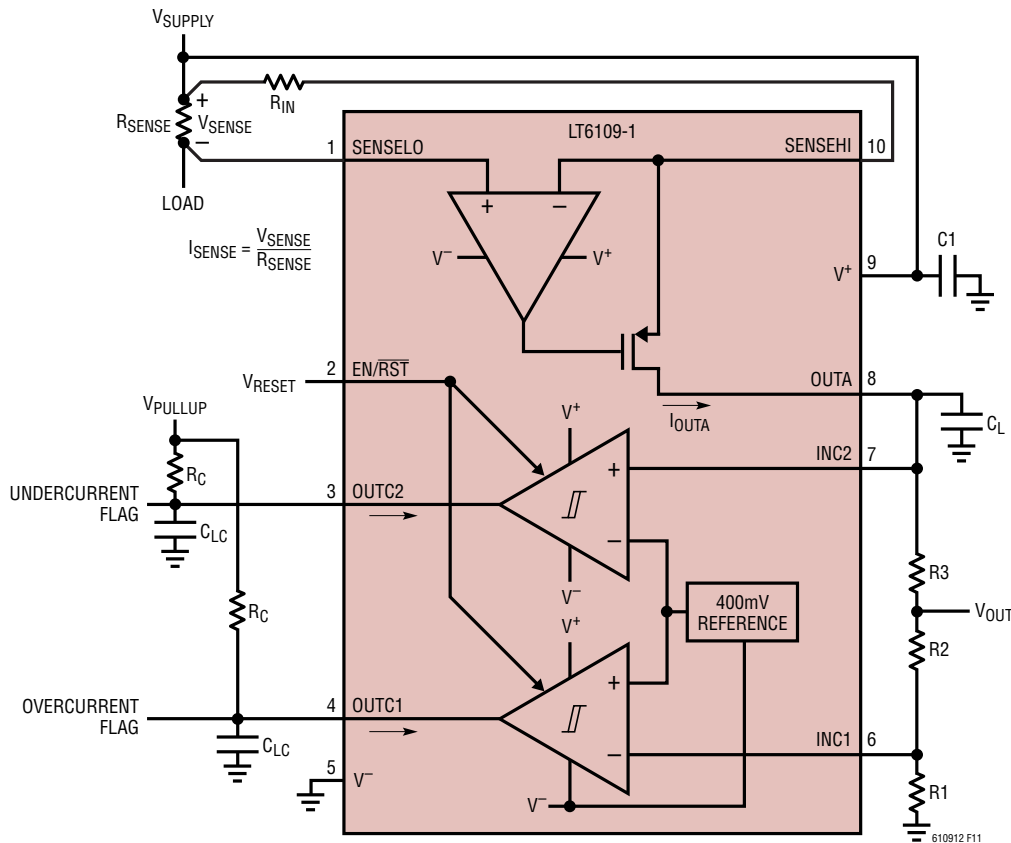 VSUPPLY
RIN
RSENSE
+
VSENSE
−
LOAD
ISENSE = VSENSE
RSENSE
LT6109-1
1 SENSELO
SENSEHI 10
+ −
V− V+
V+ 9
C1
2 EN/RST
VRESET
OUTA 8
IOUTA
CL
VPULLUP
RC
V+
INC2 7
+
UNDERCURRENT
FLAG
3 OUTC2
CLC
−
V−
R3
400mV
REFERENCE
VOUT
RC
V+
R2
+
OVERCURRENT
FLAG
4 OUTC1
CLC
−
INC1 6
5
V−
V−
R1
610912 F11